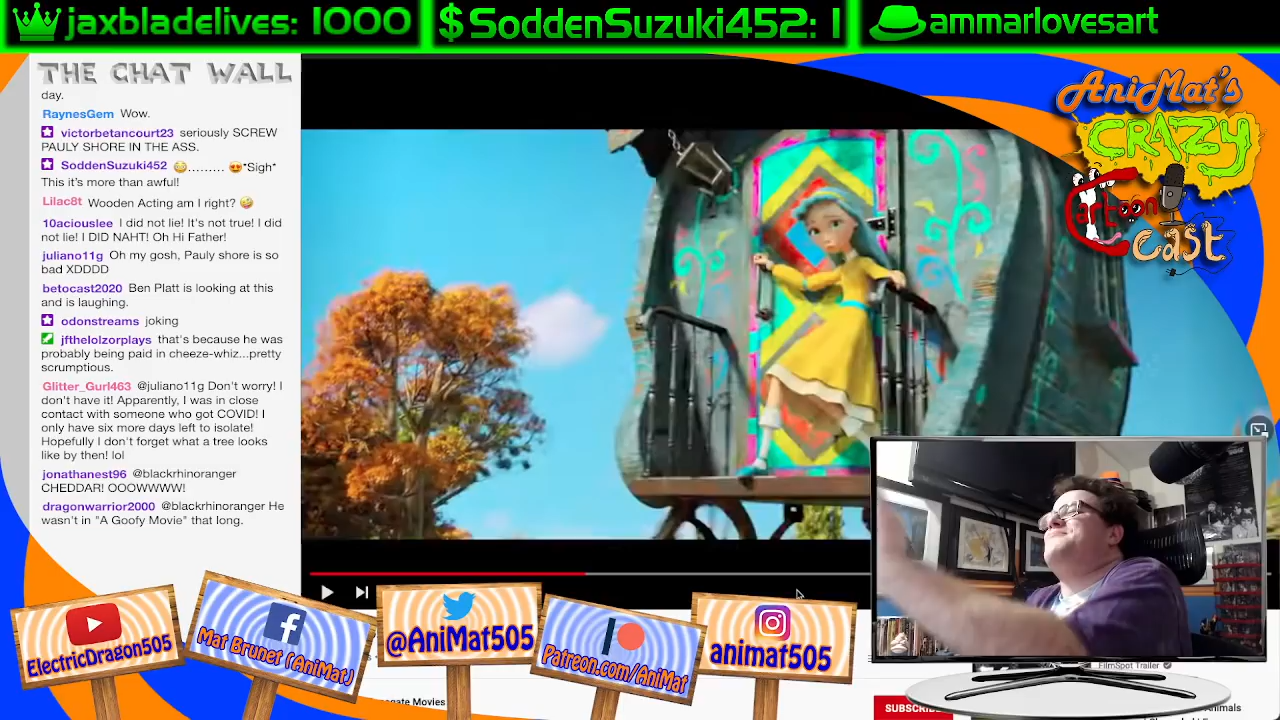 jaxbladelives: 1000
$ SoddenSuzuki452: 1
ammarlovesart
THE CHAT WALL
day.
RaynesGem Wow.
victorbetancourt23 seriously SCREW
PAULY SHORE IN THE ASS.
SoddenSuzuki452 😳......... 😍*Sigh*
This it's more than awful!
Lilac8t Wooden Acting am I right? 🤪
10aciouslee I did not lie! It's not true! I did
not lie! I DID NAHT! Oh Hi Father!
juliano11g Oh my gosh, Pauly shore is so
bad XDDDD
betocast2020 Ben Platt is looking at this
and is laughing.
odonstreams joking
jfthelolzorplays that's because he was
probably being paid in cheeze-whiz...pretty
scrumptious.
Glitter_Gurl463 @juliano11g Don't worry! I
don't have it! Apparently, I was in close
contact with someone who got COVID! I
only have six more days left to isolate!
Hopefully I don't forget what a tree looks
like by then! lol
jonathanest96 @blackrhinoranger
CHEDDAR! OOOWWWW!
dragonwarrior2000 @blackrhinoranger He
wasn't in "A Goofy Movie" that long.
AniMat's
CRAZY
Cartoon
Cast
ElectricDragon505
Mat Brunet (AniMat)
@AniMat505
Patreon.com/AniMat
animat505
Movies
FilmSpot Trailer